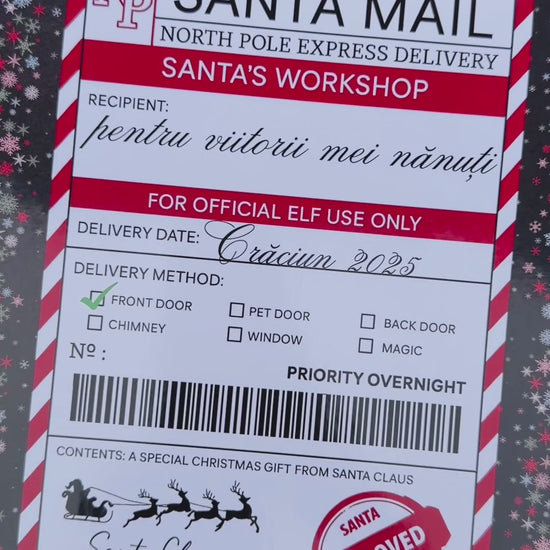 NP
SANTA MAIL
NORTH POLE EXPRESS DELIVERY
SANTA'S WORKSHOP
RECIPIENT:
pentru viitorii mei nănuți
FOR OFFICIAL ELF USE ONLY
DELIVERY DATE: Crăciun 2025
DELIVERY METHOD:
FRONT DOOR PET DOOR BACK DOOR
CHIMNEY WINDOW MAGIC
Nº :
PRIORITY OVERNIGHT
CONTENTS: A SPECIAL CHRISTMAS GIFT FROM SANTA CLAUS
SANTA